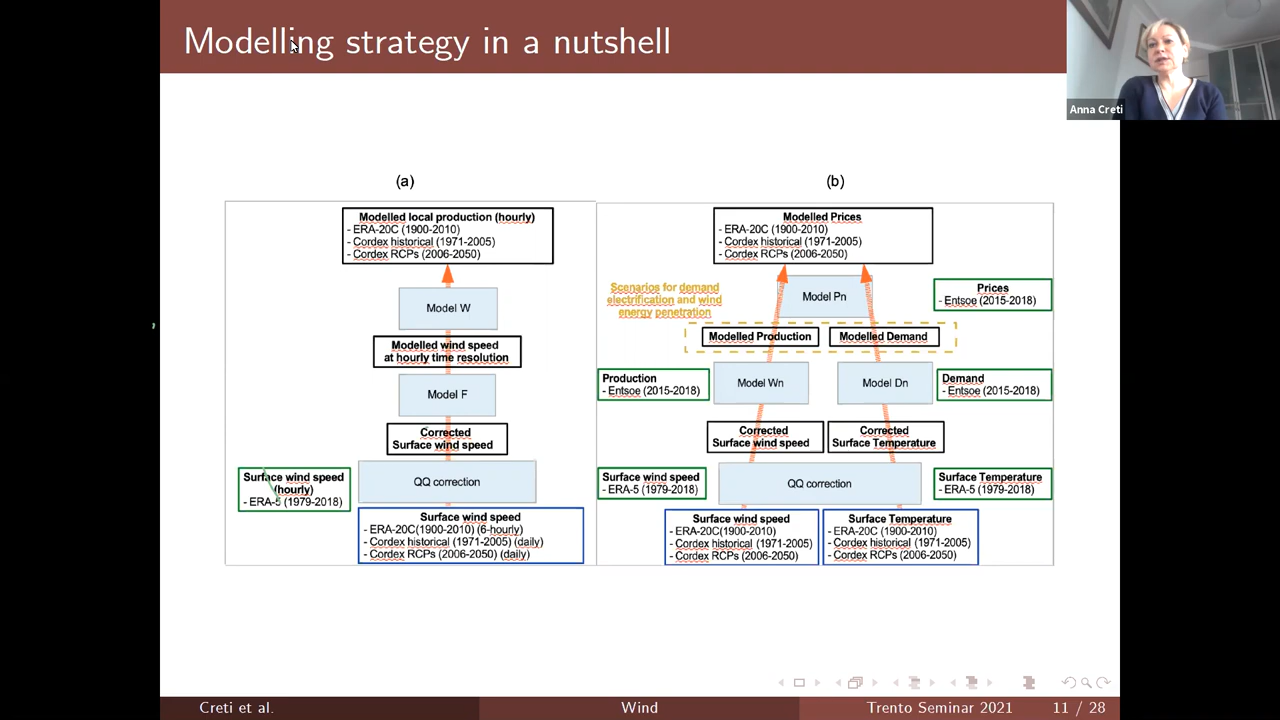 Modelling strategy in a nutshell
Anna Creti
(a)
Modelled local production (hourly)
- ERA-20C (1900-2010)
- Cordex historical (1971-2005)
- Cordex RCPs (2006-2050)
Model W
Modelled wind speed
at hourly time resolution
Model F
Corrected
Surface wind speed
Surface wind speed
(hourly)
- ERA-5 (1979-2018)
QQ correction
Surface wind speed
- ERA-20C(1900-2010) (6-hourly)
- Cordex historical (1971-2005) (daily)
- Cordex RCPs (2006-2050) (daily)
(b)
Modelled Prices
- ERA-20C (1900-2010)
- Cordex historical (1971-2005)
- Cordex RCPs (2006-2050)
Scenarios for demand
electrification and wind
energy penetration
Model Pn
Prices
- Entsoe (2015-2018)
Modelled Production
Modelled Demand
Production
- Entsoe (2015-2018)
Model Wn
Model Dn
Demand
- Entsoe (2015-2018)
Corrected
Surface wind speed
Corrected
Surface Temperature
Surface wind speed
- ERA-5 (1979-2018)
QQ correction
Surface Temperature
- ERA-5 (1979-2018)
Surface wind speed
- ERA-20C(1900-2010)
- Cordex historical (1971-2005)
- Cordex RCPs (2006-2050)
Surface Temperature
- ERA-20C (1900-2010)
- Cordex historical (1971-2005)
- Cordex RCPs (2006-2050)
Creti et al.
Wind
Trento Seminar 2021
11 / 28